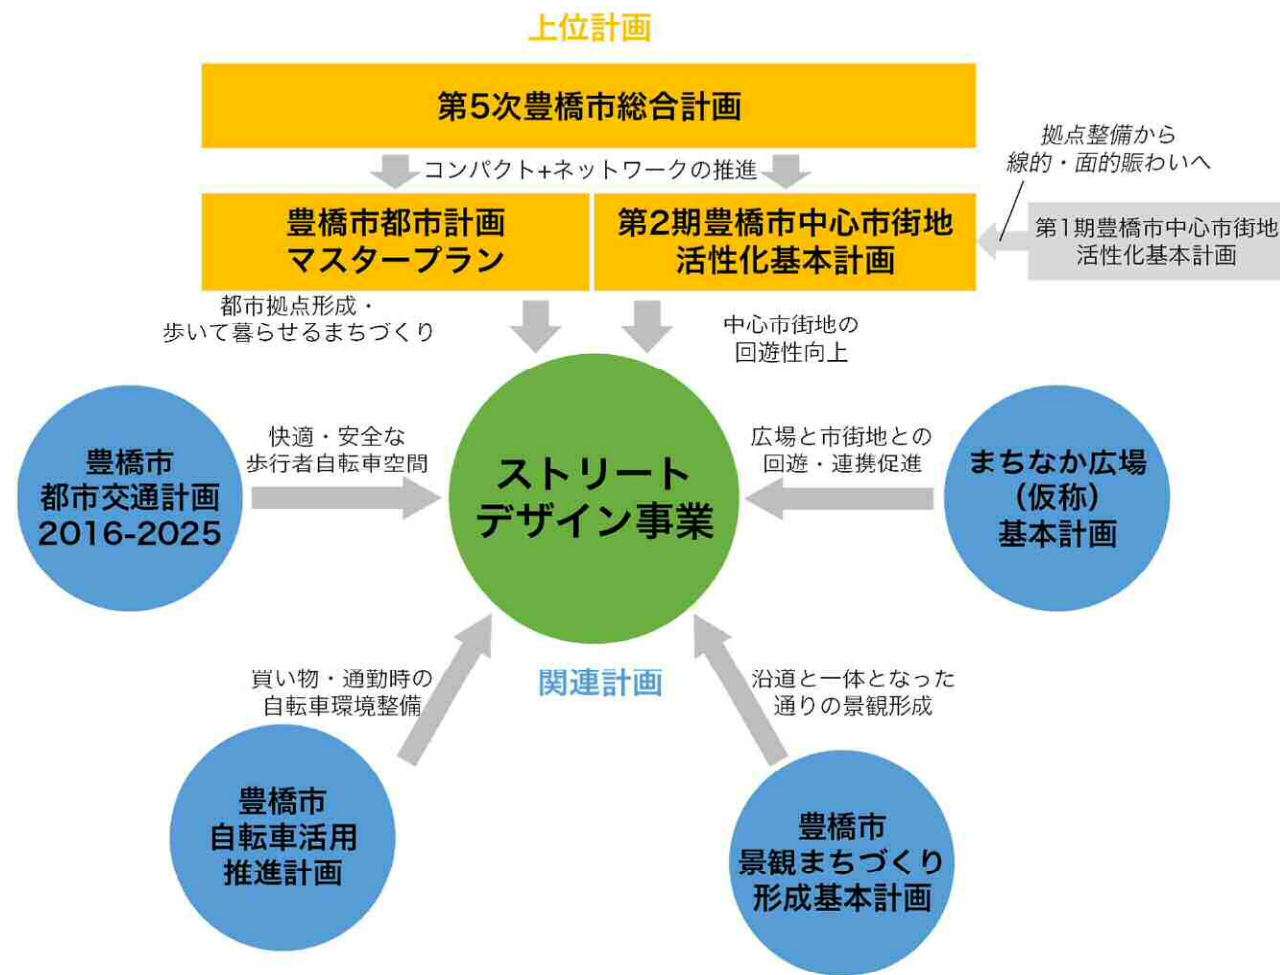 上位計画
第5次豊橋市総合計画
拠点整備から
線的・面的賑わいへ
コンパクト+ネットワークの推進
豊橋市都市計画
マスタープラン
第2期豊橋市中心市街地
活性化基本計画
第1期豊橋市中心市街地
活性化基本計画
都市拠点形成・
歩いて暮らせるまちづくり
中心市街地の
回遊性向上
豊橋市
都市交通計画
2016-2025
快適・安全な
歩行者自転車空間
ストリート
デザイン事業
広場と市街地との
回遊・連携促進
まちなか広場
(仮称)
基本計画
買い物・通勤時の
自転車環境整備
関連計画
沿道と一体となった
通りの景観形成
豊橋市
自転車活用
推進計画
豊橋市
景観まちづくり
形成基本計画